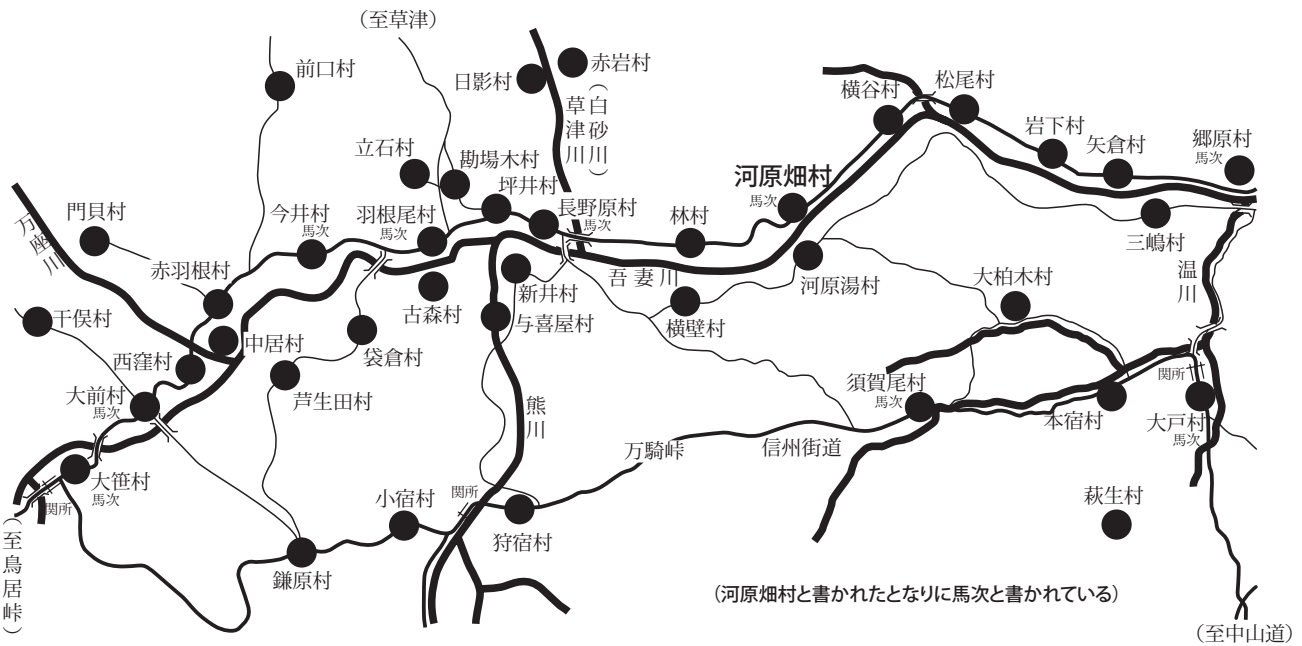 (至草津)
前口村
日影村
赤岩村
草津川
(白砂川)
横谷村
松尾村
岩下村
矢倉村
郷原村
馬次
立石村
勘場木村
坪井村
河原畑村
馬次
万座川
門貝村
今井村
馬次
羽根尾村
馬次
長野原村
馬次
林村
三嶋村
赤羽根村
吾妻川
河原湯村
大柏木村
温川
干俣村
中居村
古森村
新井村
与喜屋村
横壁村
西窪村
袋倉村
大前村
馬次
芦生田村
須賀尾村
馬次
関所
本宿村
大戸村
馬次
熊川
万騎峠
信州街道
大笹村
馬次
関所
小宿村
関所
狩宿村
萩生村
鎌原村
(至鳥居峠)
(河原畑村と書かれたとなりに馬次と書かれている)
(至中山道)